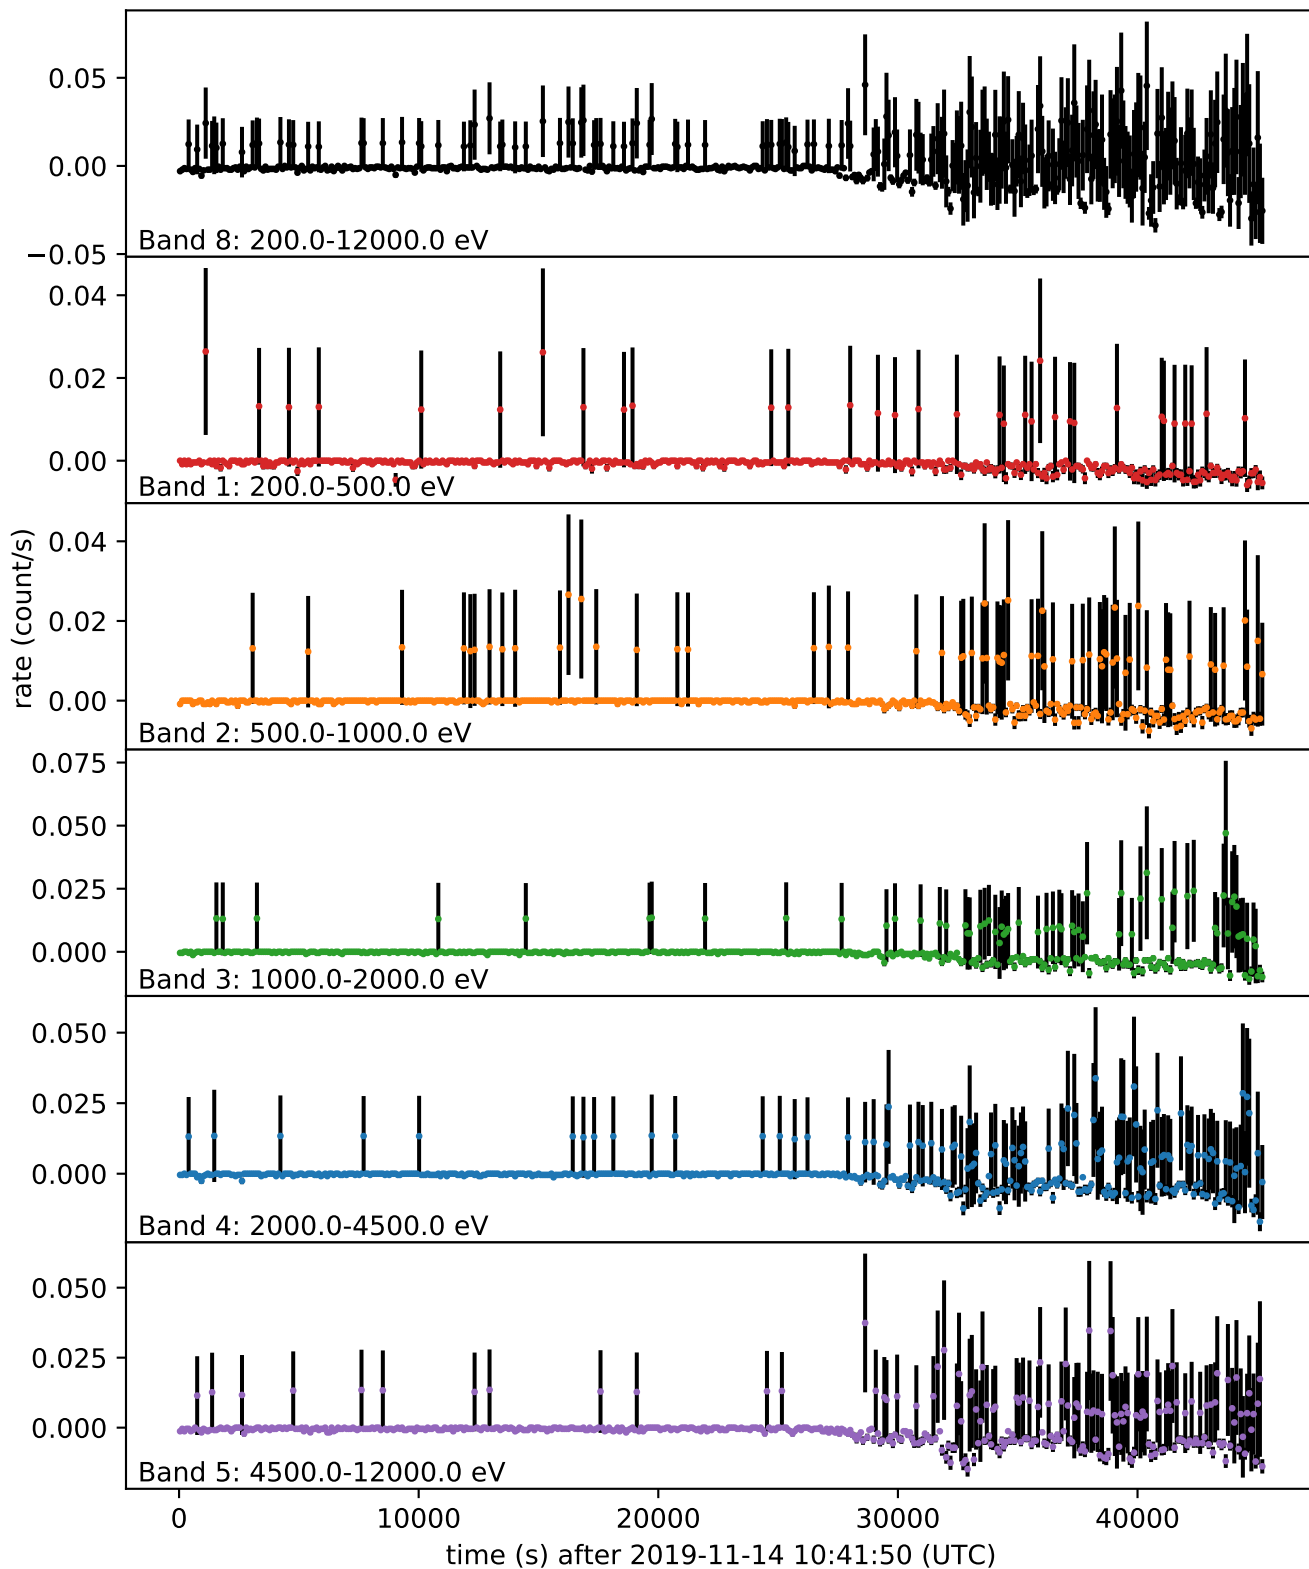 0.05
0.00
−0.05
Band 8: 200.0-12000.0 eV
0.04
0.02
0.00
Band 1: 200.0-500.0 eV
rate (count/s)
0.04
0.02
0.00
Band 2: 500.0-1000.0 eV
0.075
0.050
0.025
0.000
Band 3: 1000.0-2000.0 eV
0.050
0.025
0.000
Band 4: 2000.0-4500.0 eV
0.050
0.025
0.000
Band 5: 4500.0-12000.0 eV
0 10000 20000 30000 40000
time (s) after 2019-11-14 10:41:50 (UTC)